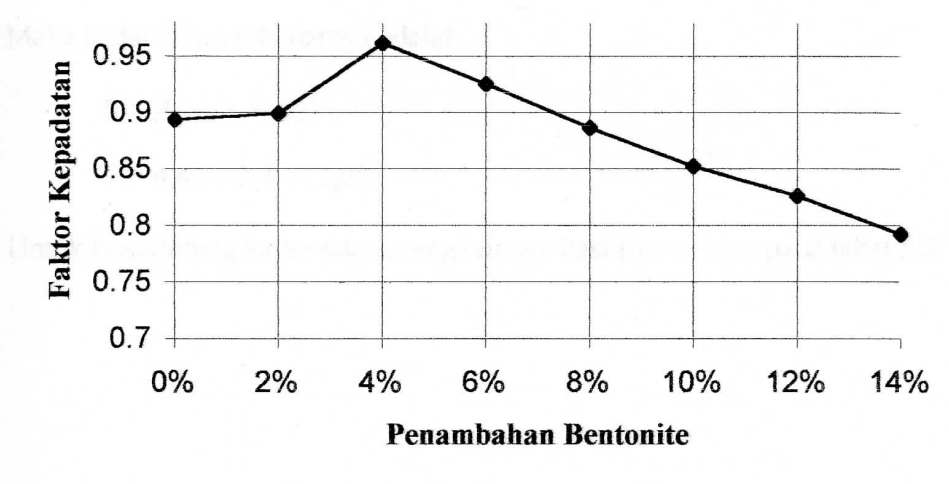 Faktor Kepadatan
0.95
0.9
0.85
0.8
0.75
0.7
0% 2% 4% 6% 8% 10% 12% 14%
Penambahan Bentonite